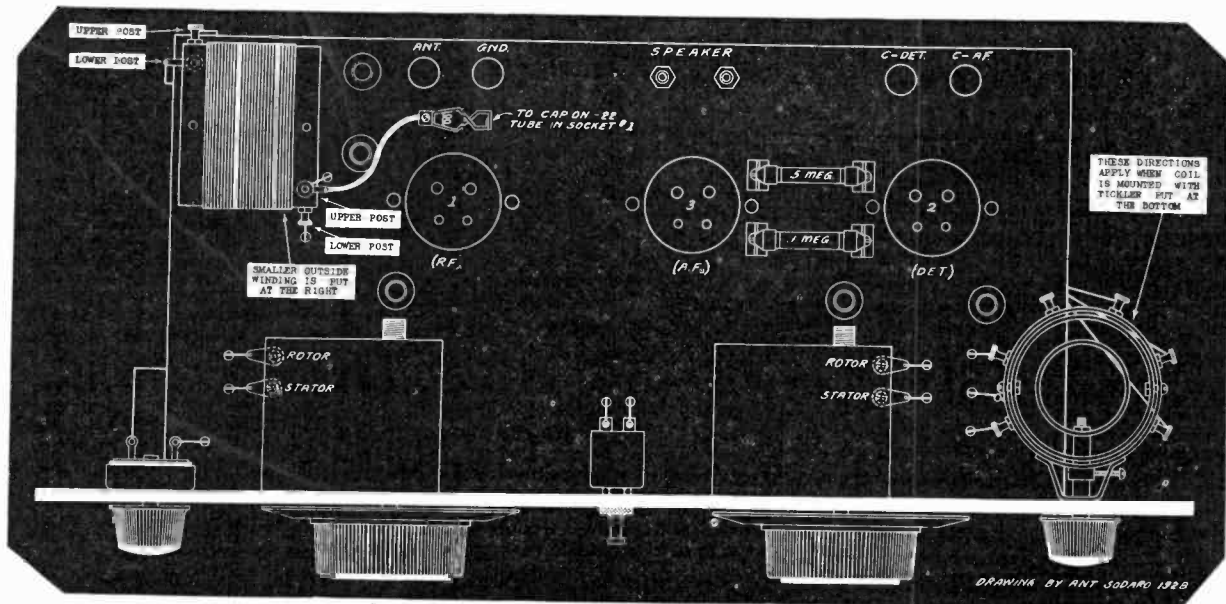 UPPER POST
LOWER POST
ANT.
GND.
SPEAKER
C-DET.
C-AF.
TO CAP ON -22
TUBE IN SOCKET #1
THESE DIRECTIONS
APPLY WHEN COIL
IS MOUNTED WITH
TICKLER PUT AT
THE BOTTOM
.5 MEG.
.1 MEG
1
3
2
UPPER POST
LOWER POST
(A.F.)
(DET)
SMALLER OUTSIDE
WINDING IS PUT
AT THE RIGHT
ROTOR
STATOR
ROTOR
STATOR
DRAWING BY ANT SODARO 1928